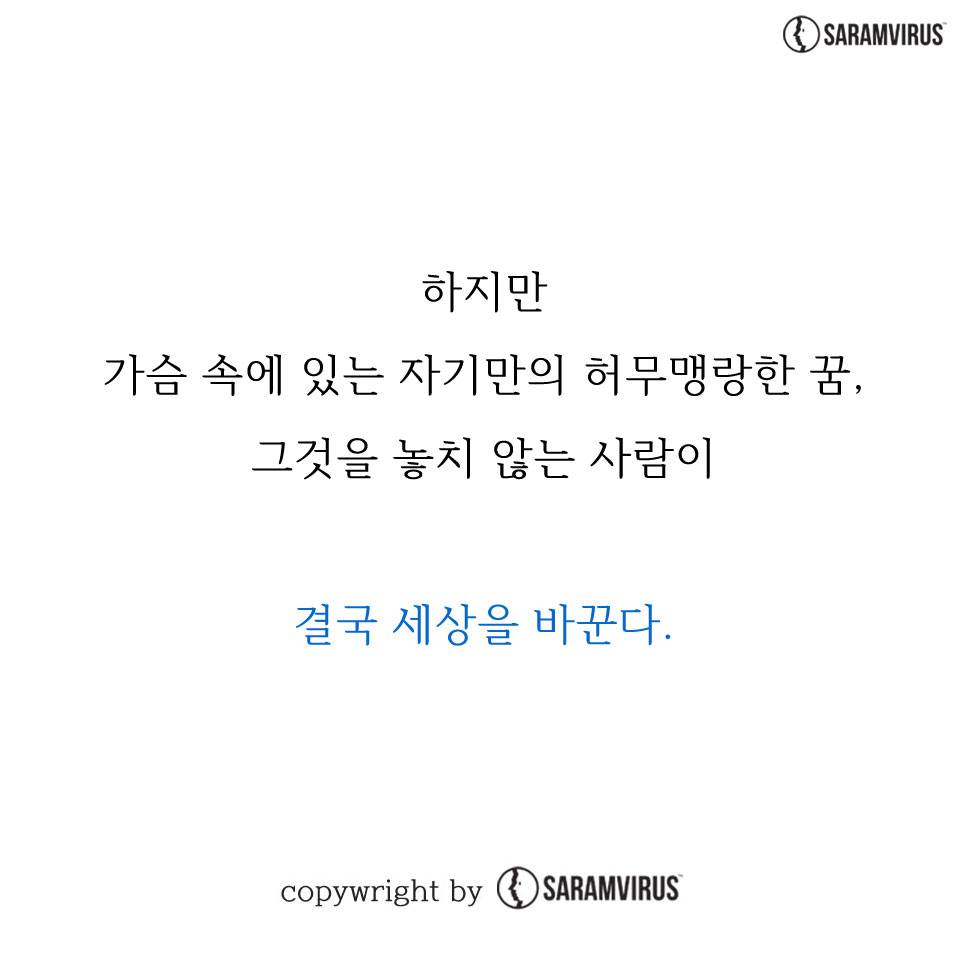 SARAMVIRUS™
하지만
가슴 속에 있는 자기만의 허무맹랑한 꿈,
그것을 놓치 않는 사람이
결국 세상을 바꾼다.
copywright by SARAMVIRUS™